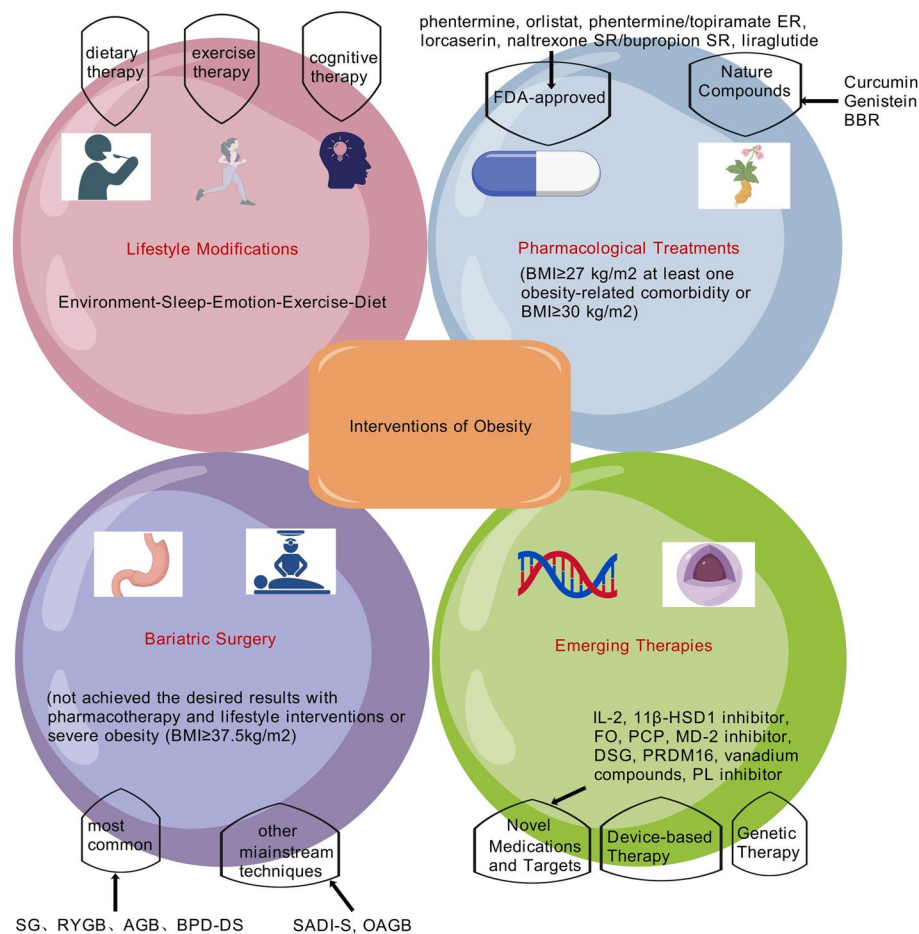 dietary
therapy
exercise
therapy
cognitive
therapy
Lifestyle Modifications
Environment-Sleep-Emotion-Exercise-Diet
phentermine, orlistat, phentermine/topiramate ER,
lorcaserin, naltrexone SR/bupropion SR, liraglutide
FDA-approved
Nature
Compounds
Curcumin
Genistein
BBR
Pharmacological Treatments
(BMI≥27 kg/m2 at least one
obesity-related comorbidity or
BMI≥30 kg/m2)
Interventions of Obesity
Bariatric Surgery
(not achieved the desired results with
pharmacotherapy and lifestyle interventions or
severe obesity (BMI≥37.5kg/m2)
most
common
other
miainstream
techniques
SG、RYGB、AGB、BPD-DS
SADI-S, OAGB
Emerging Therapies
IL-2, 11β-HSD1 inhibitor,
FO, PCP, MD-2 inhibitor,
DSG, PRDM16, vanadium
compounds, PL inhibitor
Novel
Medications
and Targets
Device-based
Therapy
Genetic
Therapy